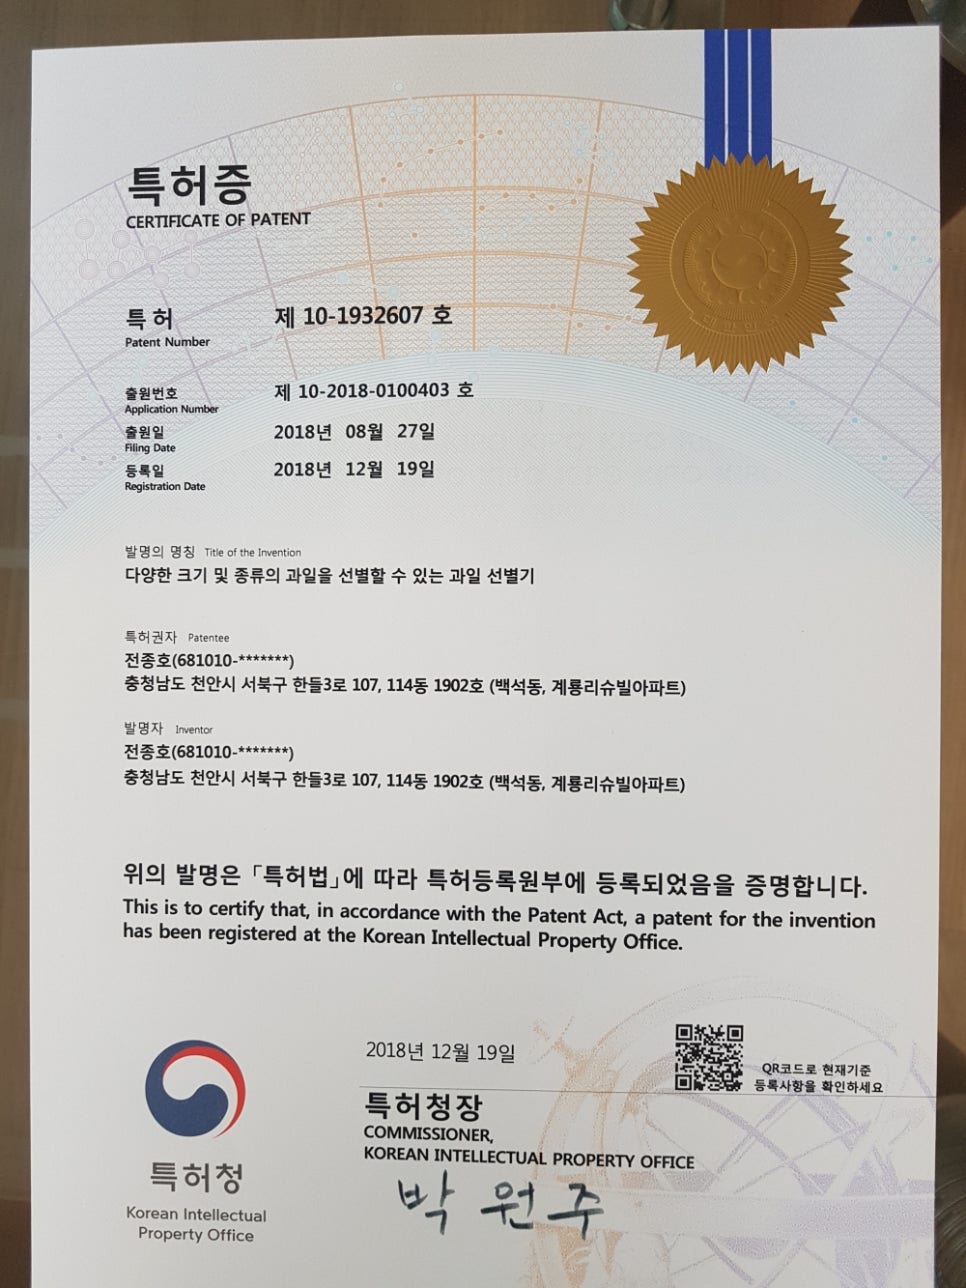 특허증
CERTIFICATE OF PATENT
특 허 제 10-1932607 호
Patent Number
출원번호 제 10-2018-0100403 호
Application Number
출원일 2018년 08월 27일
Filing Date
등록일 2018년 12월 19일
Registration Date
발명의 명칭 Title of the Invention
다양한 크기 및 종류의 과일을 선별할 수 있는 과일 선별기
특허권자 Patentee
전종호(681010-*******)
충청남도 천안시 서북구 한들3로 107, 114동 1902호 (백석동, 계룡리슈빌아파트)
발명자 Inventor
전종호(681010-*******)
충청남도 천안시 서북구 한들3로 107, 114동 1902호 (백석동, 계룡리슈빌아파트)
위의 발명은 「특허법」에 따라 특허등록원부에 등록되었음을 증명합니다.
This is to certify that, in accordance with the Patent Act, a patent for the invention
has been registered at the Korean Intellectual Property Office.
2018년 12월 19일
QR코드로 현재기준
등록사항을 확인하세요
특허청장
COMMISSIONER,
KOREAN INTELLECTUAL PROPERTY OFFICE
박원주
특허청
Korean Intellectual
Property Office